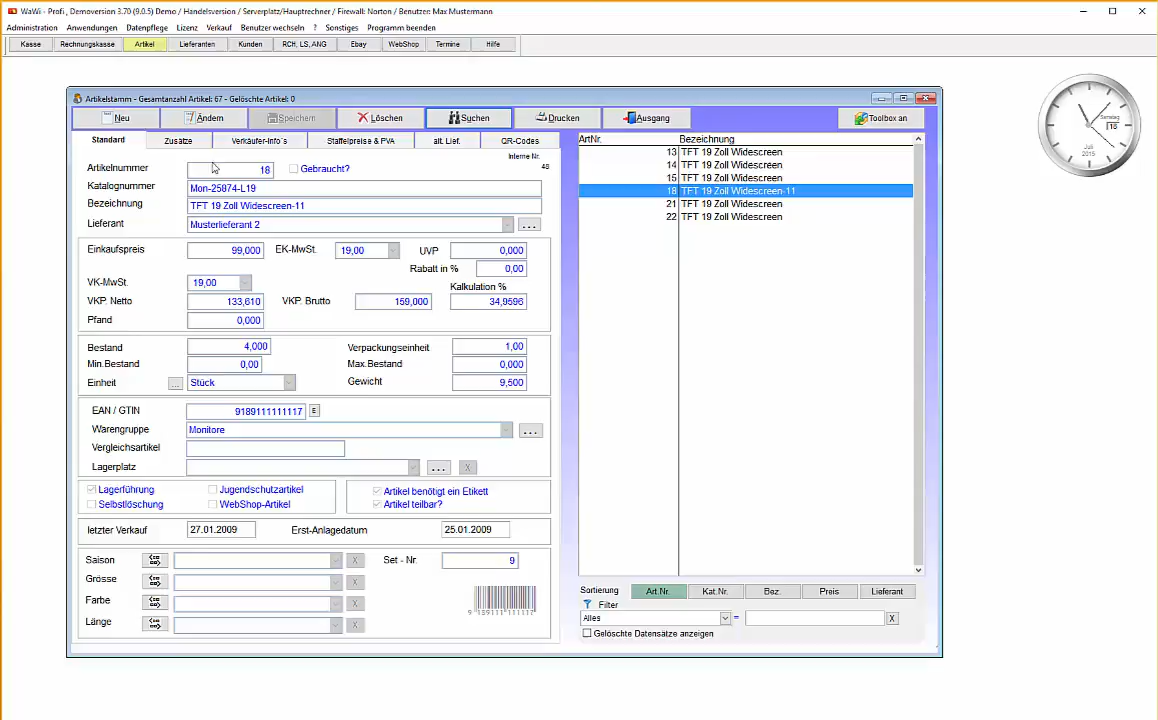 WaWi - Profi , Demoversion 3.70 (9.0.5) Demo / Handelsversion / Serverplatz/Hauptrechner / Firewall: Norton / Benutzer: Max Mustermann
Administration Anwendungen Datenpflege Lizenz Verkauf Benutzer wechseln ? Sonstiges Programm beenden
Kasse Rechnungskasse Artikel Lieferanten Kunden RCH, LS, ANG Ebay WebShop Termine Hilfe
Artikelstamm - Gesamtanzahl Artikel: 67 - Gelöschte Artikel: 0
Neu Ändern Speichern Löschen Suchen Drucken Ausgang Toolbox an
Standard Zusätze Verkäufer-Info´s Staffelpreise & PVA alt. Lief. QR-Codes
Interne Nr.
48
Artikelnummer 18 Gebraucht?
Katalognummer Mon-25874-L19
Bezeichnung TFT 19 Zoll Widescreen-11
Lieferant Musterlieferant 2 ...
Einkaufspreis 99,000 EK-MwSt. 19,00 UVP 0,000
Rabatt in % 0,00
VK-MwSt. 19,00 Kalkulation %
VKP. Netto 133,610 VKP. Brutto 159,000 34,9596
Pfand 0,000
Bestand 4,000 Verpackungseinheit 1,00
Min.Bestand 0,00 Max.Bestand 0,000
Einheit ... Stück Gewicht 9,500
EAN / GTIN 9189111111117 E
Warengruppe Monitore ...
Vergleichsartikel
Lagerplatz ... X
Lagerführung Jugendschutzartikel Artikel benötigt ein Etikett
Selbstlöschung WebShop-Artikel Artikel teilbar?
letzter Verkauf 27.01.2009 Erst-Anlagedatum 25.01.2009
Saison X Set - Nr. 9
Grösse X
Farbe X
Länge X
9 189111 111117
ArtNr. Bezeichnung
13 TFT 19 Zoll Widescreen
14 TFT 19 Zoll Widescreen
15 TFT 19 Zoll Widescreen
18 TFT 19 Zoll Widescreen-11
21 TFT 19 Zoll Widescreen
22 TFT 19 Zoll Widescreen
Sortierung Art.Nr. Kat.Nr. Bez. Preis Lieferant
Filter
Alles = X
Gelöschte Datensätze anzeigen
Samstag
18
Juli
2015